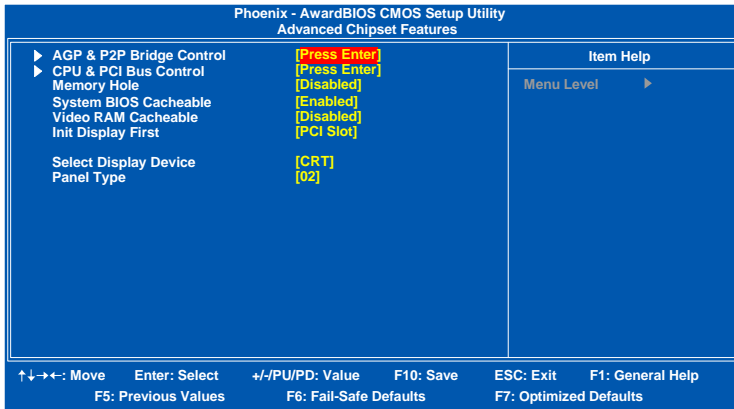 Phoenix - AwardBIOS CMOS Setup Utility
Advanced Chipset Features
AGP & P2P Bridge Control [Press Enter]
CPU & PCI Bus Control [Press Enter]
Memory Hole [Disabled]
System BIOS Cacheable [Enabled]
Video RAM Cacheable [Disabled]
Init Display First [PCI Slot]
Select Display Device [CRT]
Panel Type [02]
Item Help
Menu Level
↑↓→←: Move Enter: Select +/-/PU/PD: Value F10: Save ESC: Exit F1: General Help
F5: Previous Values F6: Fail-Safe Defaults F7: Optimized Defaults